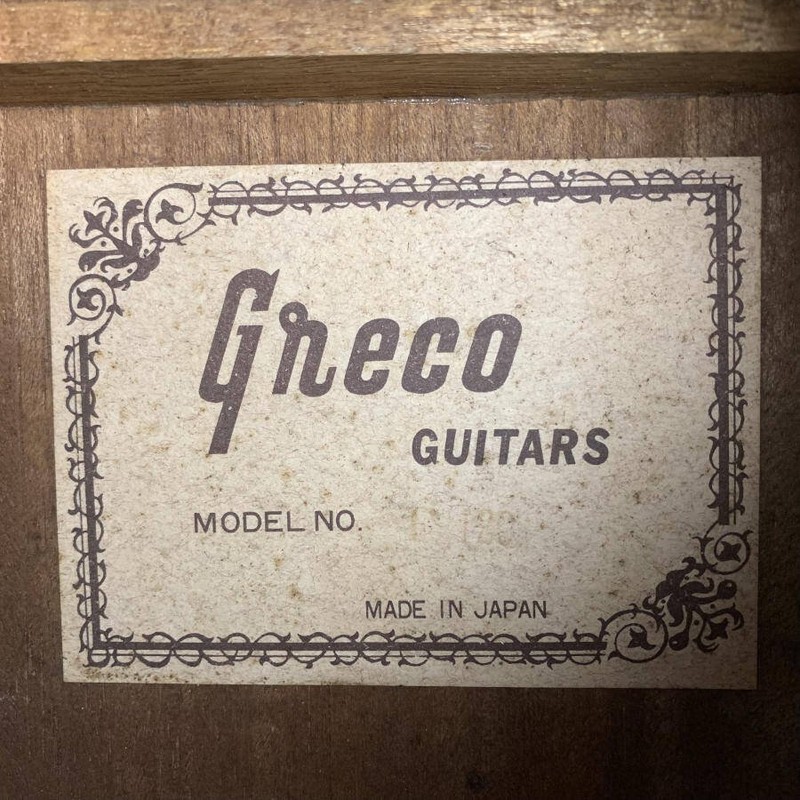 Greco
GUITARS
MODEL NO.
MADE IN JAPAN